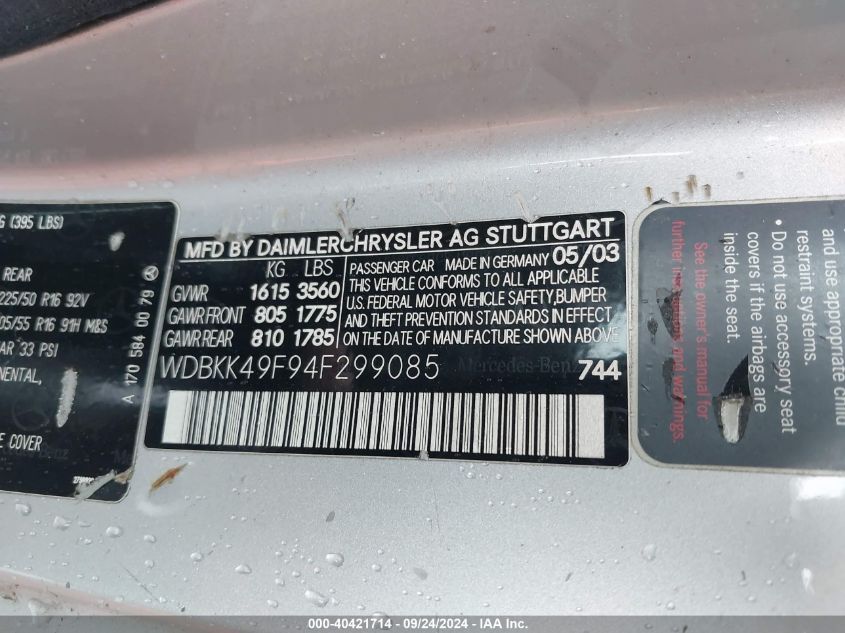 G (395 LBS)
REAR
225/50 R16 92V
05/55 R16 91H M&S
AR 33 PSI
NENTAL,
E COVER
A 170 584 00 79
MFD BY DAIMLERCHRYSLER AG STUTTGART
KG LBS
GVWR 1615 3560
GAWR FRONT 805 1775
GAWR REAR 810 1785
PASSENGER CAR MADE IN GERMANY 05/03
THIS VEHICLE CONFORMS TO ALL APPLICABLE
U.S. FEDERAL MOTOR VEHICLE SAFETY,BUMPER
AND THEFT PREVENTION STANDARDS IN EFFECT
ON THE DATE OF MANUFACTURE SHOWN ABOVE
WDBKK49F94F299085 Mercedes-Benz 744
appropriate child
restraint systems.
• Do not use accessory seat
covers if the airbags are
inside the seat.
See the owner's manual for
further information and warnings.
000-40421714 - 09/24/2024 - IAA Inc.